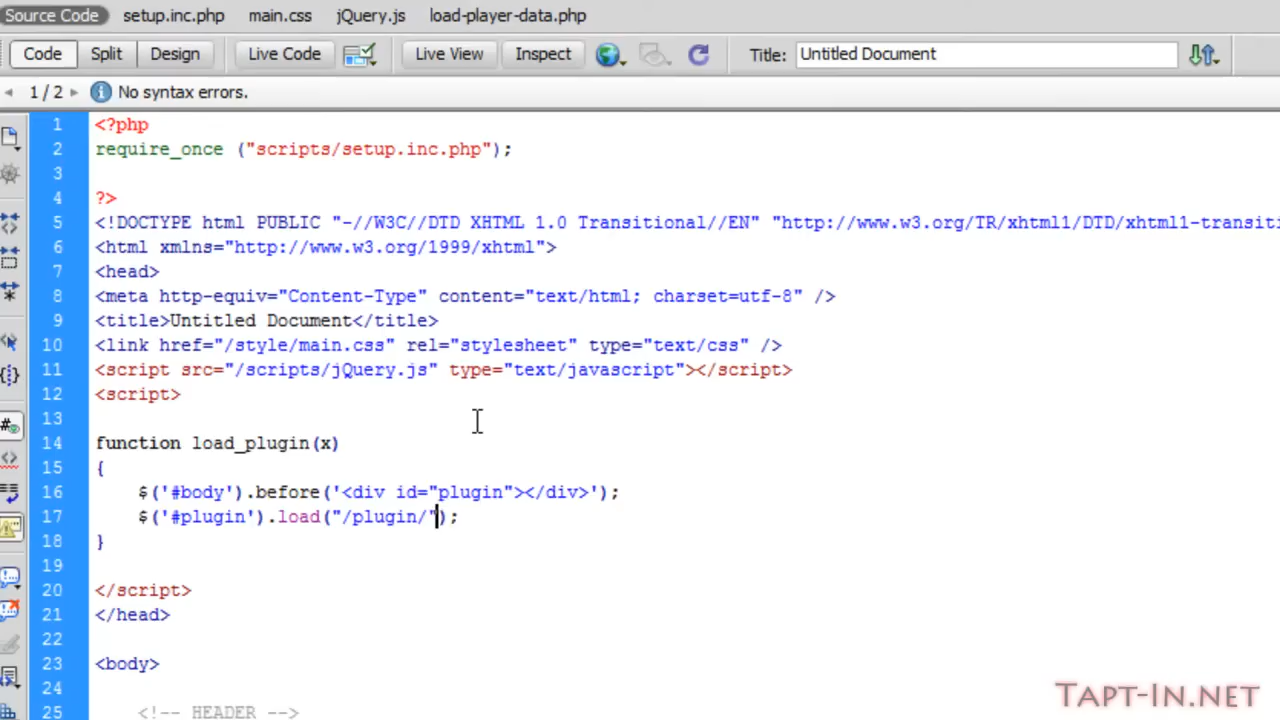 Source Code setup.inc.php main.css jQuery.js load-player-data.php
Code Split Design Live Code Live View Inspect Title: Untitled Document
1 / 2 No syntax errors.
1 <?php
2 require_once ("scripts/setup.inc.php");
3
4 ?>
5 <!DOCTYPE html PUBLIC "-//W3C//DTD XHTML 1.0 Transitional//EN" "http://www.w3.org/TR/xhtml1/DTD/xhtml1-transiti
6 <html xmlns="http://www.w3.org/1999/xhtml">
7 <head>
8 <meta http-equiv="Content-Type" content="text/html; charset=utf-8" />
9 <title>Untitled Document</title>
10 <link href="/style/main.css" rel="stylesheet" type="text/css" />
11 <script src="/scripts/jQuery.js" type="text/javascript"></script>
12 <script>
13
14 function load_plugin(x)
15 {
16 $('#body').before('<div id="plugin"></div>');
17 $('#plugin').load("/plugin/");
18 }
19
20 </script>
21 </head>
22
23 <body>
24
25 <!-- HEADER -->
Tapt-In.net